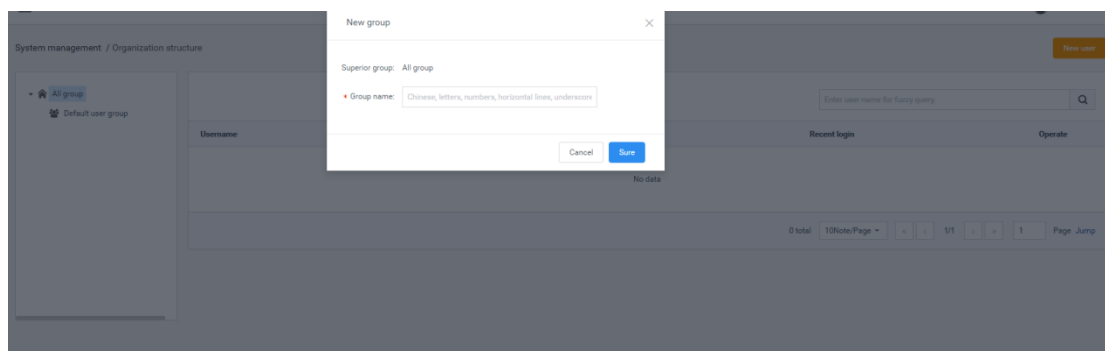 New group
System management / Organization structure
New user
Superior group: All group
All group
* Group name: Chinese, letters, numbers, horizontal lines, underscore
Enter user name for fuzzy query.
Default user group
Username
Recent login
Operate
Cancel
Sure
No data
0 total
10Note/Page
1/1
1
Page Jump